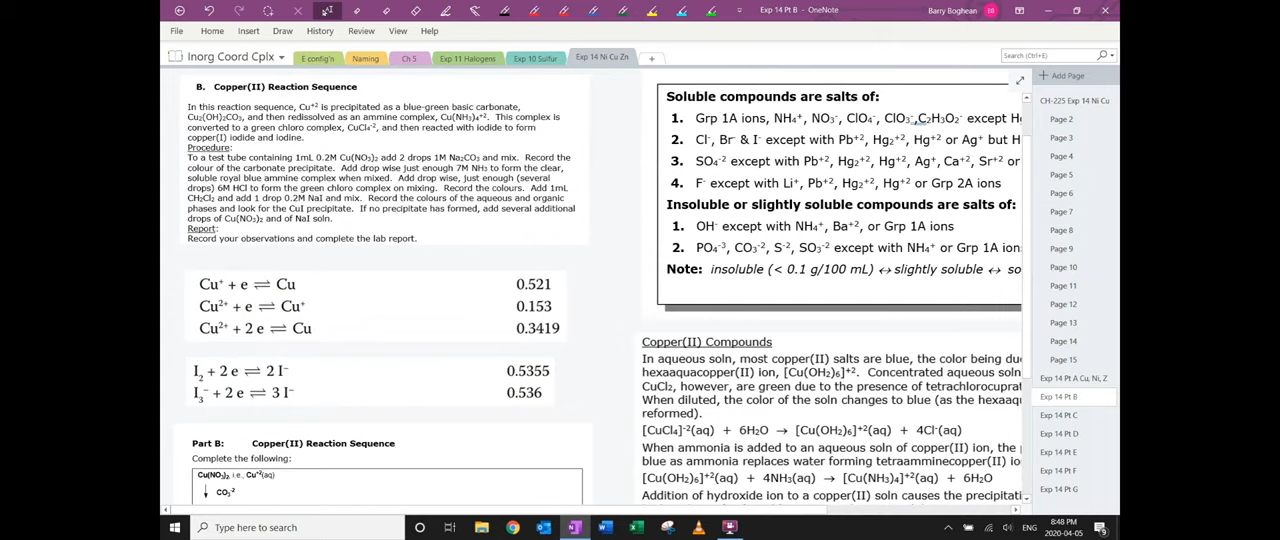 Exp 14 Pt B - OneNote
Barry Boghean
File Home Insert Draw History Review View Help
Inorg Coord Cplx
E config'n Naming Ch 5 Exp 11 Halogens Exp 10 Sulfur Exp 14 Ni Cu Zn
Search (Ctrl+E)
Add Page
CH-225 Exp 14 Ni Cu
Page 2
Page 3
Page 4
Page 5
Page 6
Page 7
Page 8
Page 9
Page 10
Page 11
Page 12
Page 13
Page 14
Page 15
Exp 14 Pt A Cu, Ni, Z
Exp 14 Pt B
Exp 14 Pt C
Exp 14 Pt D
Exp 14 Pt E
Exp 14 Pt F
Exp 14 Pt G
B. Copper(II) Reaction Sequence
In this reaction sequence, Cu⁺² is precipitated as a blue-green basic carbonate,
Cu₂(OH)₂CO₃, and then redissolved as an ammine complex, Cu(NH₃)₄⁺². This complex is
converted to a green chloro complex, CuCl₄⁻², and then reacted with iodide to form
copper(I) iodide and iodine.
Procedure:
To a test tube containing 1mL 0.2M Cu(NO₃)₂ add 2 drops 1M Na₂CO₃ and mix. Record the
colour of the carbonate precipitate. Add drop wise just enough 7M NH₃ to form the clear,
soluble royal blue ammine complex when mixed. Add drop wise, just enough (several
drops) 6M HCl to form the green chloro complex on mixing. Record the colours. Add 1mL
CH₂Cl₂ and add 1 drop 0.2M NaI and mix. Record the colours of the aqueous and organic
phases and look for the CuI precipitate. If no precipitate has formed, add several additional
drops of Cu(NO₃)₂ and of NaI soln.
Report:
Record your observations and complete the lab report.
Cu⁺ + e ⇌ Cu 0.521
Cu²⁺ + e ⇌ Cu⁺ 0.153
Cu²⁺ + 2 e ⇌ Cu 0.3419
I₂ + 2 e ⇌ 2 I⁻ 0.5355
I₃⁻ + 2 e ⇌ 3 I⁻ 0.536
Part B: Copper(II) Reaction Sequence
Complete the following:
Cu(NO₃)₂ i.e., Cu⁺²(aq)
↓ CO₃⁻²
Soluble compounds are salts of:
1. Grp 1A ions, NH₄⁺, NO₃⁻, ClO₄⁻, ClO₃⁻,C₂H₃O₂⁻ except H
2. Cl⁻, Br⁻ & I⁻ except with Pb⁺², Hg₂⁺², Hg⁺² or Ag⁺ but H
3. SO₄⁻² except with Pb⁺², Hg₂⁺², Hg⁺², Ag⁺, Ca⁺², Sr⁺² or
4. F⁻ except with Li⁺, Pb⁺², Hg₂⁺², Hg⁺² or Grp 2A ions
Insoluble or slightly soluble compounds are salts of:
1. OH⁻ except with NH₄⁺, Ba⁺², or Grp 1A ions
2. PO₄⁻³, CO₃⁻², S⁻², SO₃⁻² except with NH₄⁺ or Grp 1A ions
Note: insoluble (< 0.1 g/100 mL) ↔ slightly soluble ↔ so
Copper(II) Compounds
In aqueous soln, most copper(II) salts are blue, the color being due
hexaaquacopper(II) ion, [Cu(OH₂)₆]⁺². Concentrated aqueous soln
CuCl₂, however, are green due to the presence of tetrachlorocuprat
When diluted, the color of the soln changes to blue (as the hexaaq
reformed).
[CuCl₄]⁻²(aq) + 6H₂O → [Cu(OH₂)₆]⁺²(aq) + 4Cl⁻(aq)
When ammonia is added to an aqueous soln of copper(II) ion, the p
blue as ammonia replaces water forming tetraamminecopper(II) io
[Cu(OH₂)₆]⁺²(aq) + 4NH₃(aq) → [Cu(NH₃)₄]⁺²(aq) + 6H₂O
Addition of hydroxide ion to a copper(II) soln causes the precipitati
Type here to search
ENG
8:48 PM
2020-04-05